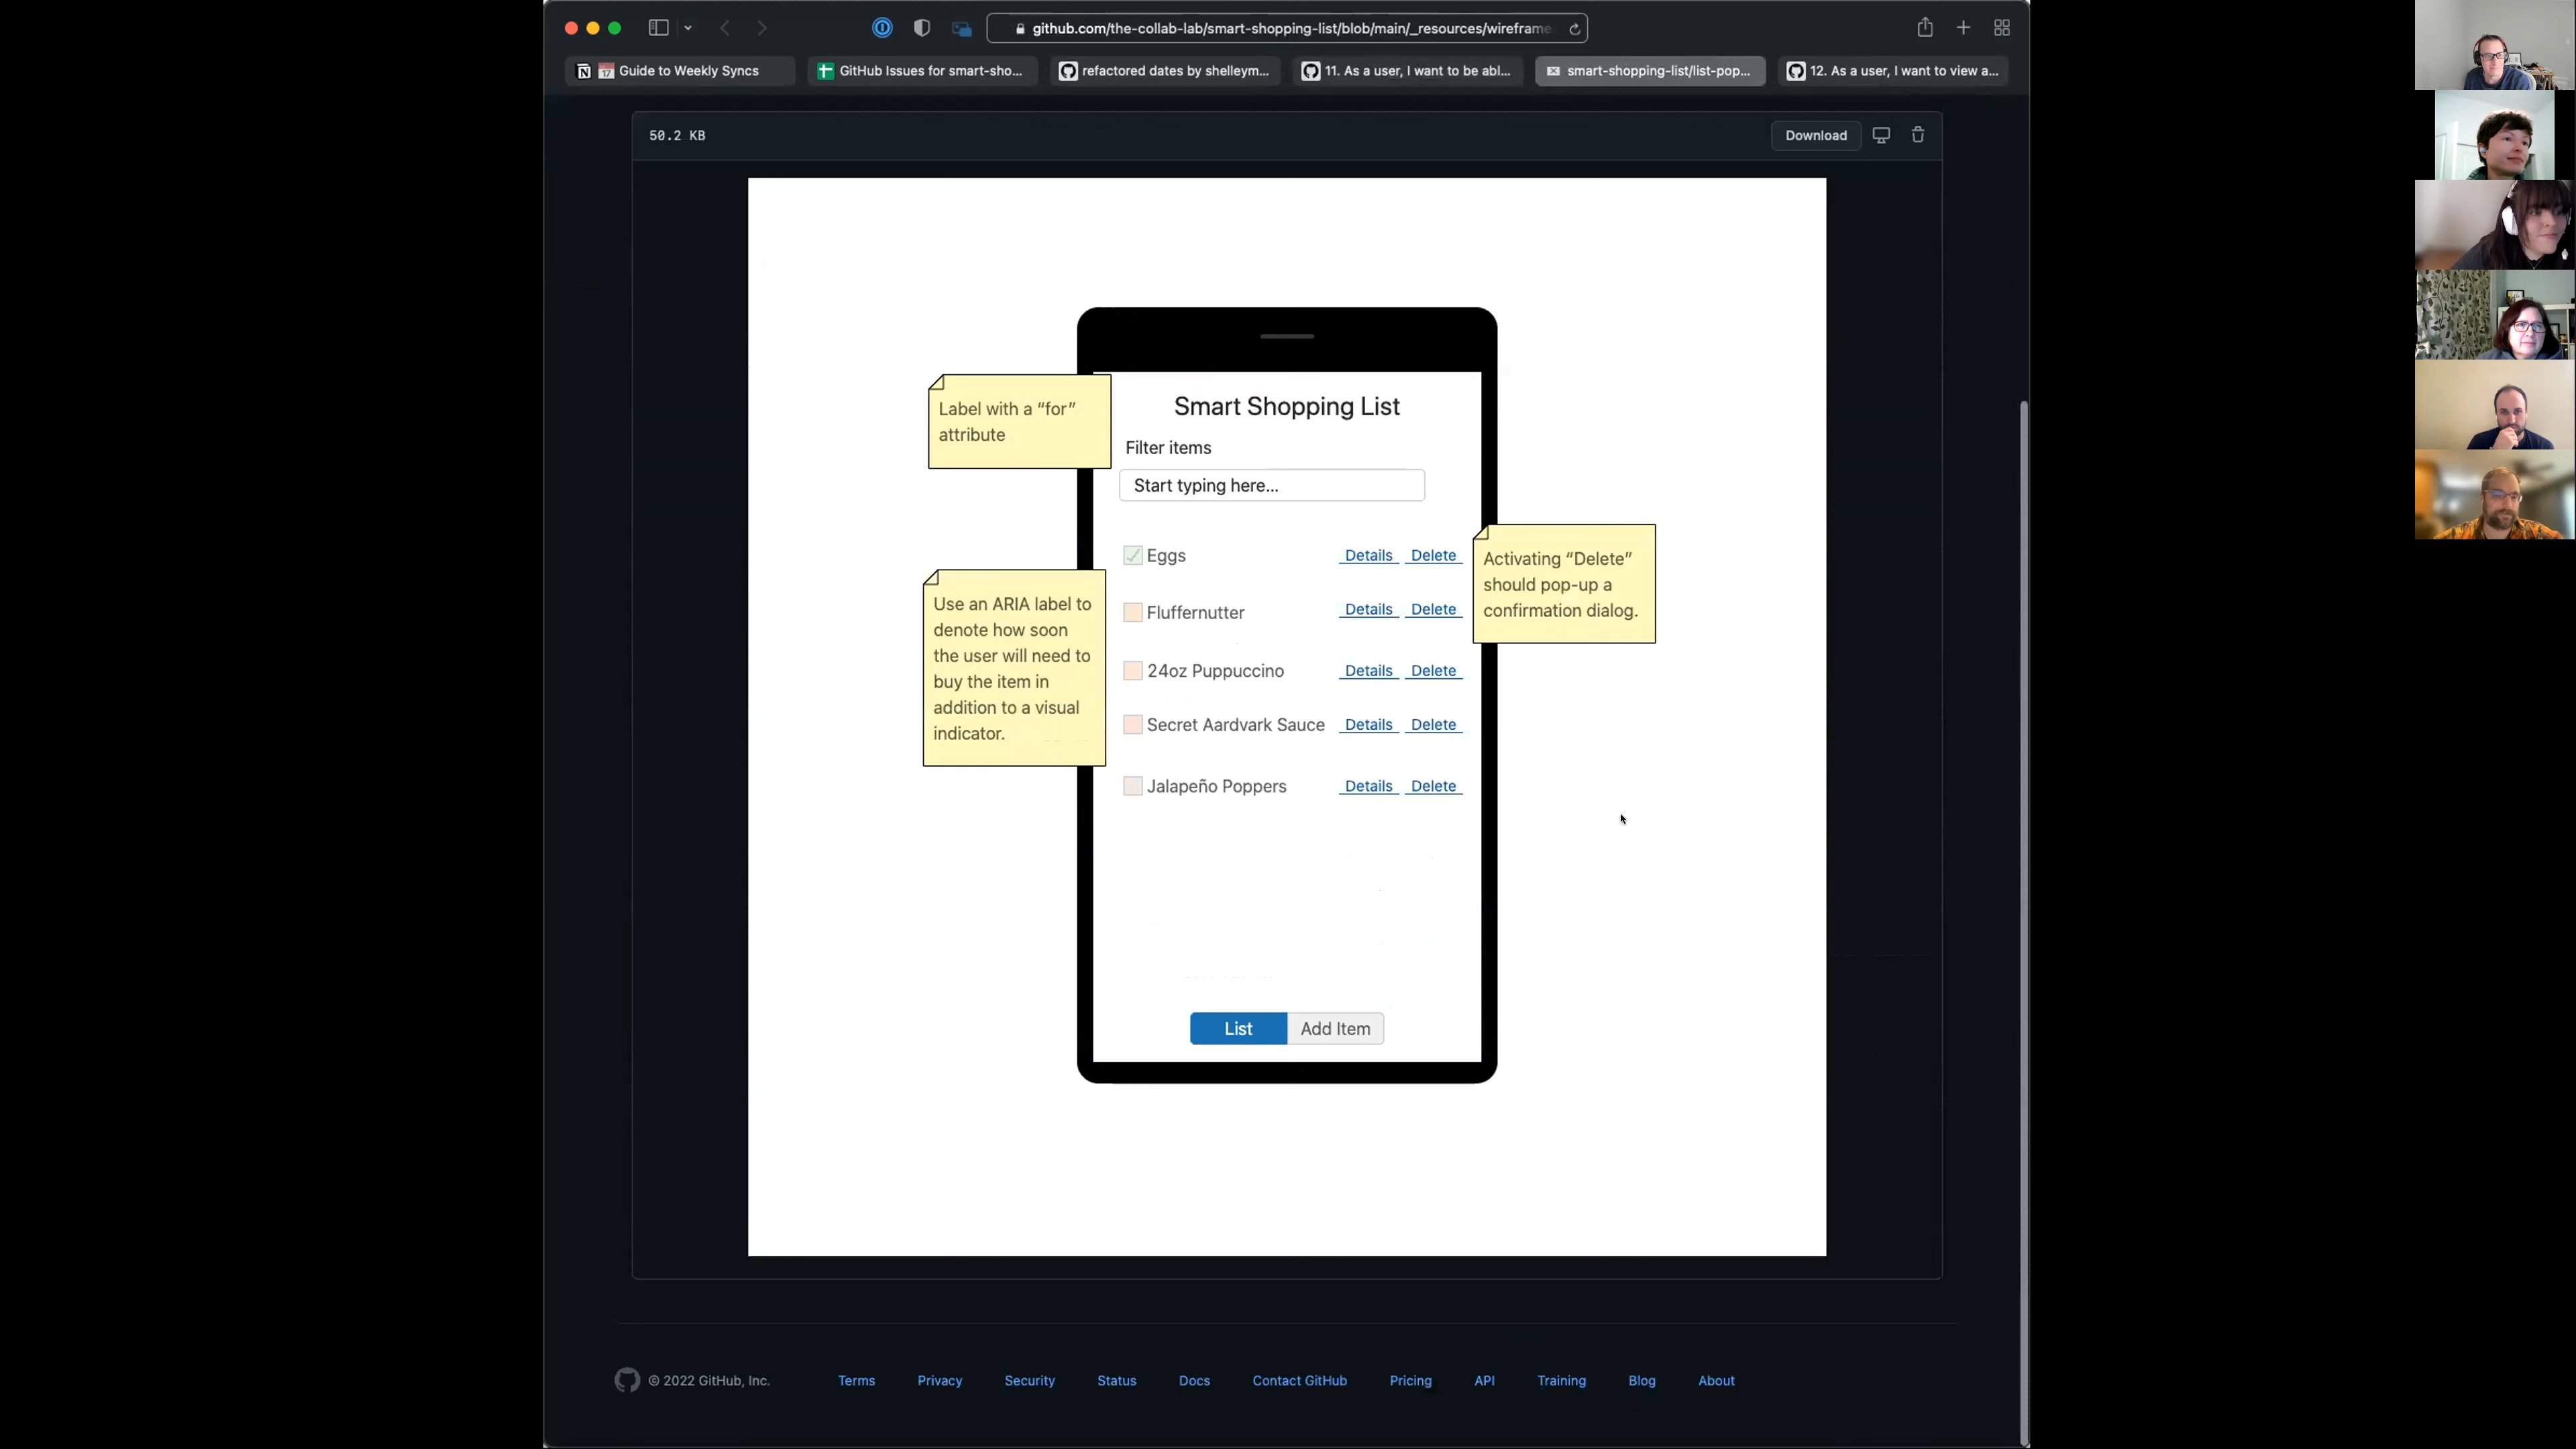 github.com/the-collab-lab/smart-shopping-list/blob/main/_resources/wireframe
Guide to Weekly Syncs
GitHub Issues for smart-sho...
refactored dates by shelleym...
11. As a user, I want to be abl...
smart-shopping-list/list-pop...
12. As a user, I want to view a...
50.2 KB
Download
Label with a “for”
attribute
Smart Shopping List
Filter items
Start typing here...
Eggs Details Delete
Fluffernutter Details Delete
24oz Puppuccino Details Delete
Secret Aardvark Sauce Details Delete
Jalapeño Poppers Details Delete
Use an ARIA label to
denote how soon
the user will need to
buy the item in
addition to a visual
indicator.
Activating “Delete”
should pop-up a
confirmation dialog.
List Add Item
© 2022 GitHub, Inc. Terms Privacy Security Status Docs Contact GitHub Pricing API Training Blog About